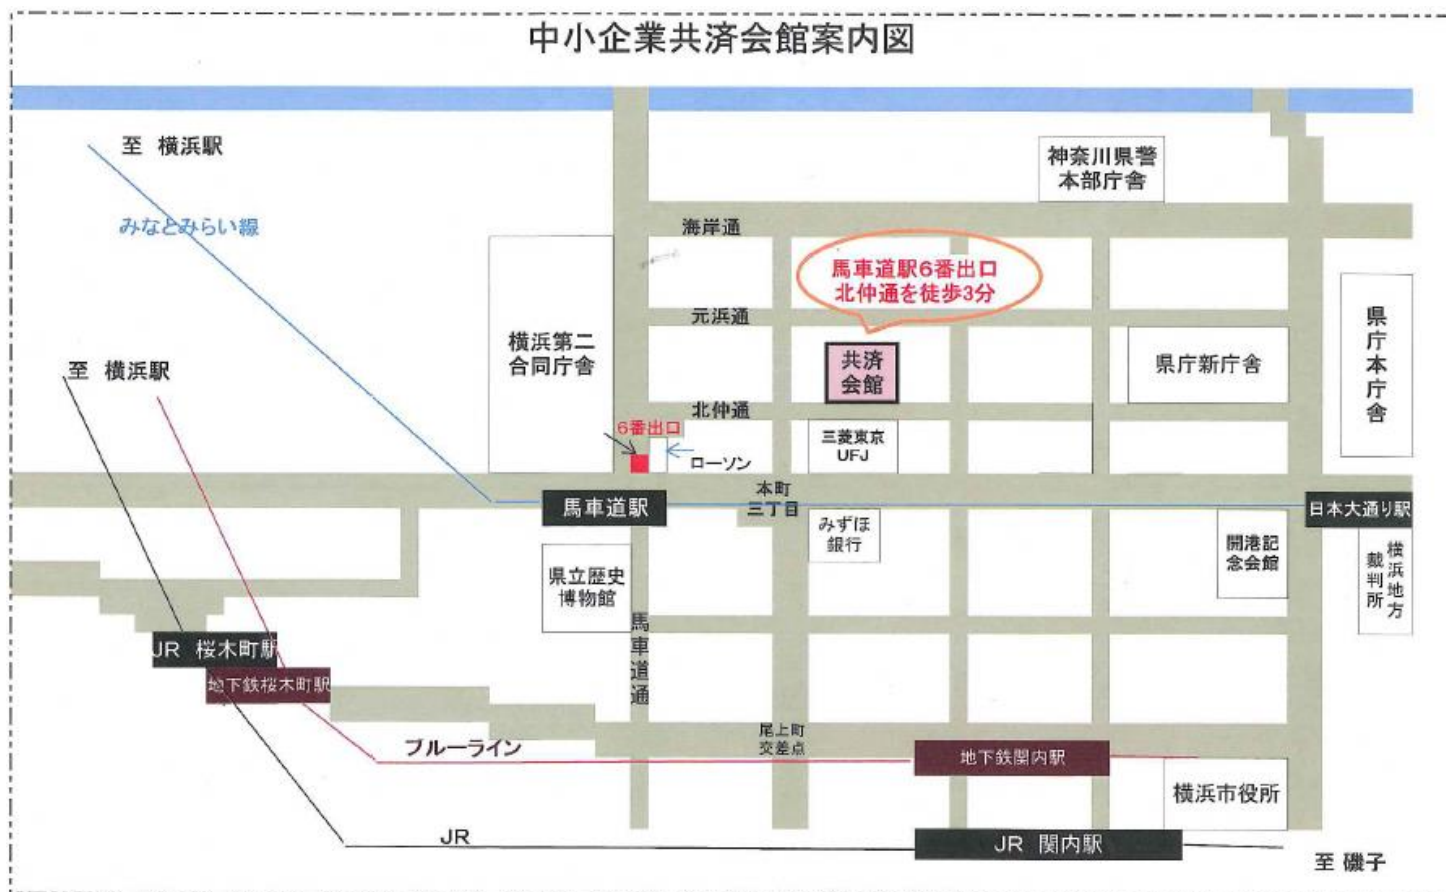 中小企業共済会館案内図
至 横浜駅
みなとみらい線
神奈川県警
本部庁舎
海岸通
馬車道駅6番出口
北仲通を徒歩3分
元浜通
横浜第二
合同庁舎
共済
会館
県庁新庁舎
県庁本庁舎
至 横浜駅
北仲通
6番出口
ローソン
三菱東京
UFJ
本町
三丁目
馬車道駅
日本大通り駅
みずほ
銀行
開港記
念会館
横浜地方
裁判所
県立歴史
博物館
馬車道通
JR 桜木町駅
地下鉄桜木町駅
ブルーライン
尾上町
交差点
地下鉄関内駅
横浜市役所
JR
JR 関内駅
至 磯子